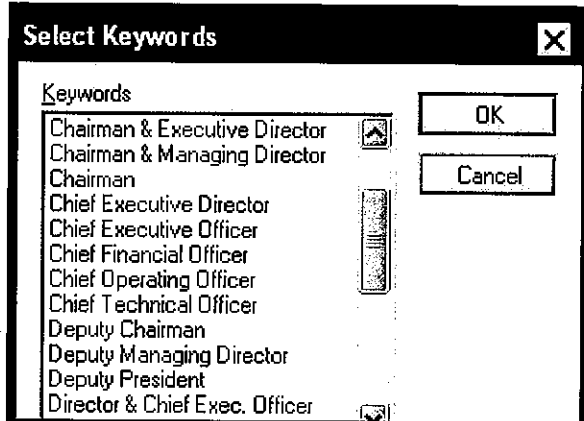 Select Keywords
Keywords
Chairman & Executive Director
Chairman & Managing Director
Chairman
Chief Executive Director
Chief Executive Officer
Chief Financial Officer
Chief Operating Officer
Chief Technical Officer
Deputy Chairman
Deputy Managing Director
Deputy President
Director & Chief Exec. Officer
OK
Cancel